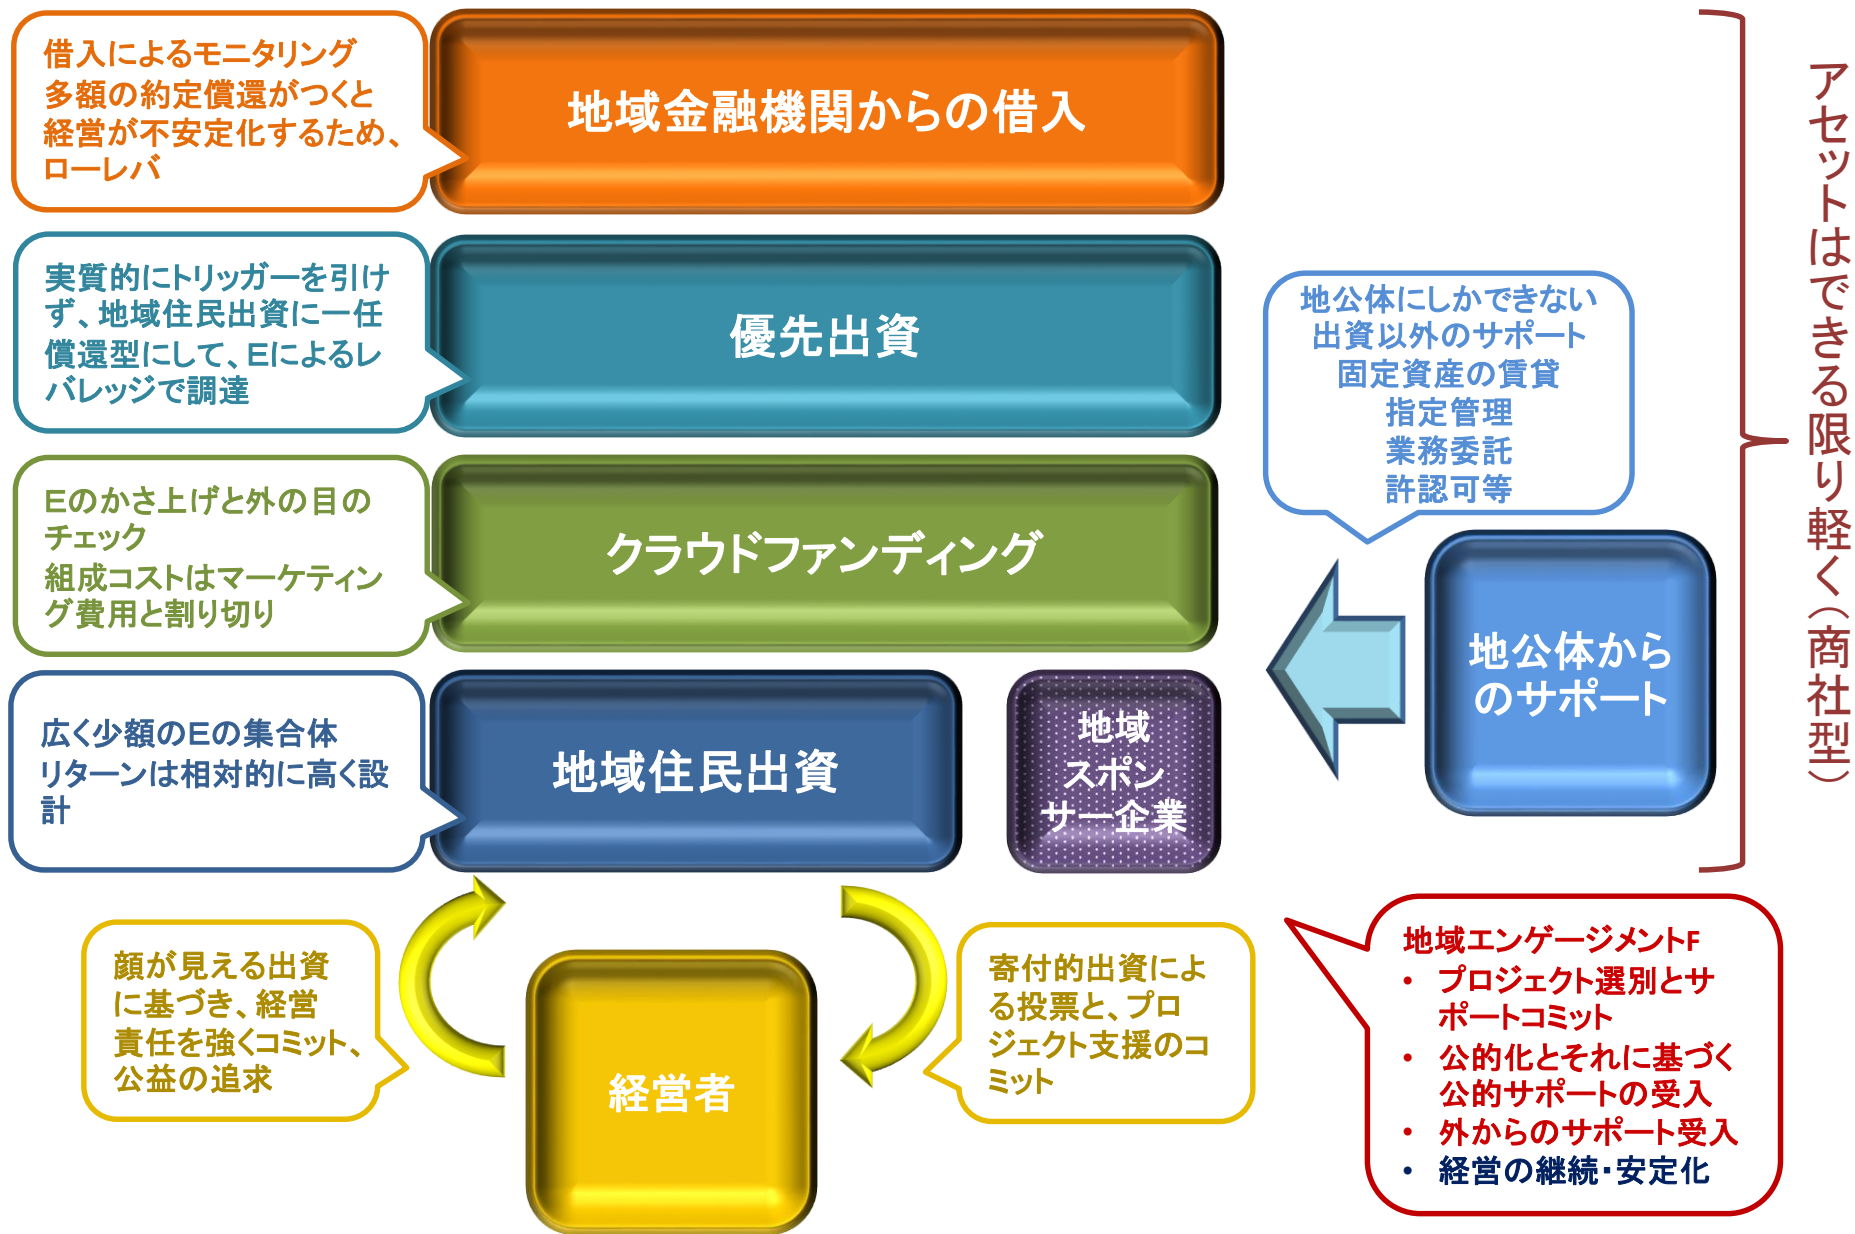 借入によるモニタリング
多額の約定償還がつくと
経営が不安定化するため、
ローレバ
地域金融機関からの借入
実質的にトリッガーを引け
ず、地域住民出資に一任
償還型にして、Ｅによるレ
バレッジで調達
優先出資
Ｅのかさ上げと外の目の
チェック
組成コストはマーケティン
グ費用と割り切り
クラウドファンディング
広く少額のＥの集合体
リターンは相対的に高く設
計
地域住民出資
地域
スポン
サー企業
地公体にしかできない
出資以外のサポート
固定資産の賃貸
指定管理
業務委託
許認可等
地公体から
のサポート
アセットはできる限り軽く（商社型）
顔が見える出資
に基づき、経営
責任を強くコミット、
公益の追求
経営者
寄付的出資によ
る投票と、プロ
ジェクト支援のコ
ミット
地域エンゲージメントF
• プロジェクト選別とサ
ポートコミット
• 公的化とそれに基づく
公的サポートの受入
• 外からのサポート受入
• 経営の継続・安定化